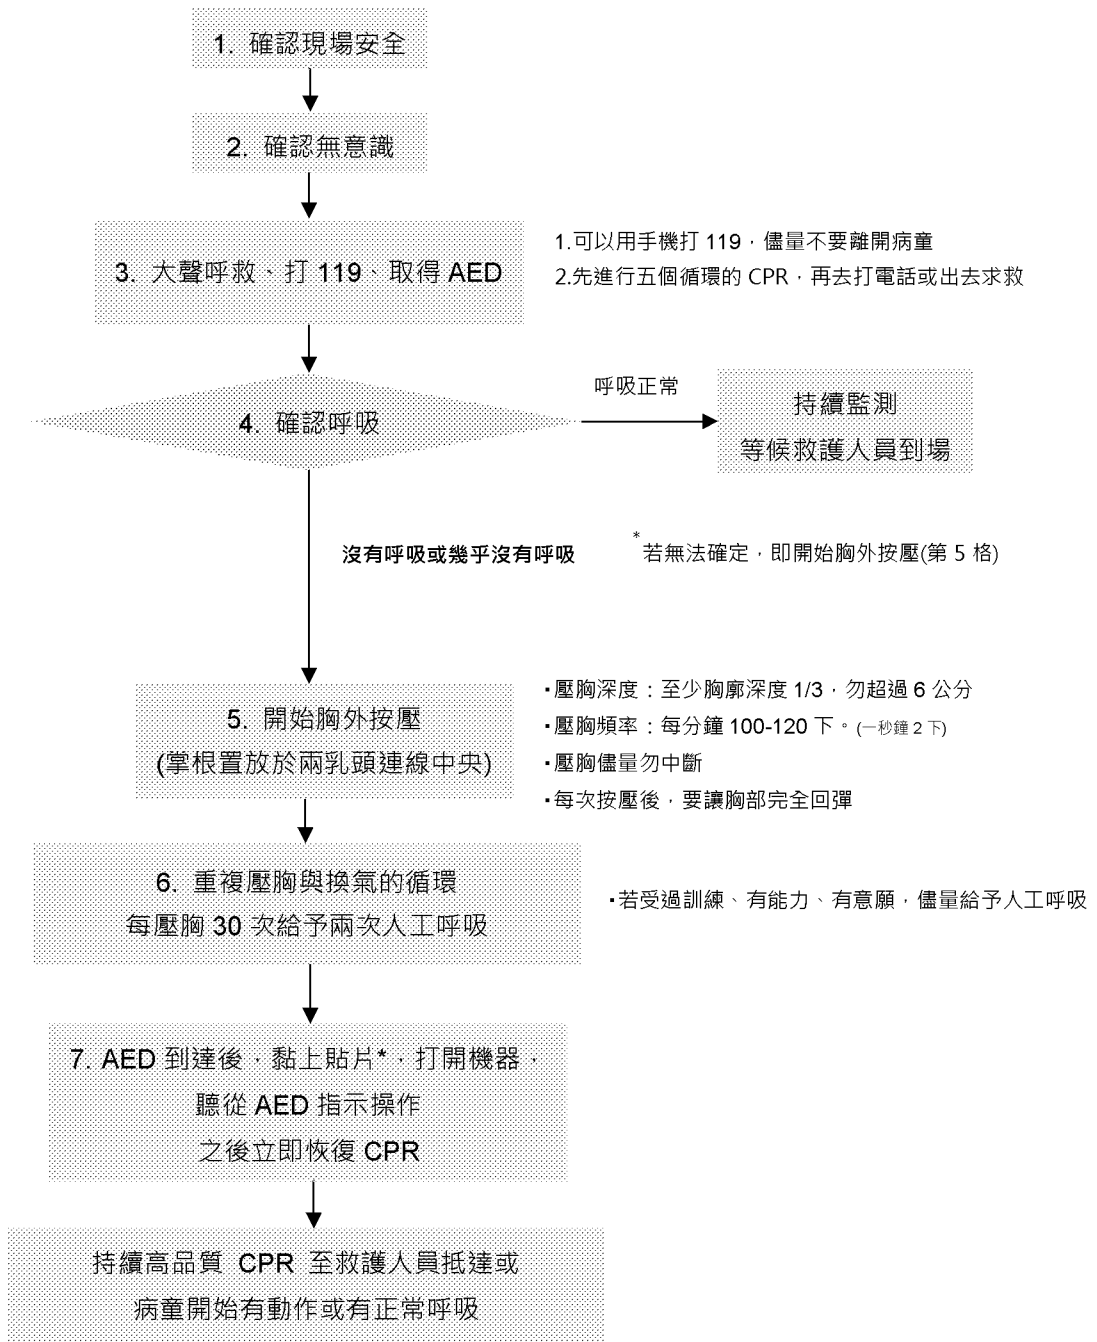 1. 確認現場安全
2. 確認無意識
3. 大聲呼救、打 119、取得 AED
1.可以用手機打 119，儘量不要離開病童
2.先進行五個循環的 CPR，再去打電話或出去求救
4. 確認呼吸
呼吸正常
持續監測
等候救護人員到場
沒有呼吸或幾乎沒有呼吸
*若無法確定，即開始胸外按壓(第 5 格)
5. 開始胸外按壓
(掌根置放於兩乳頭連線中央)
▪壓胸深度：至少胸廓深度 1/3，勿超過 6 公分
▪壓胸頻率：每分鐘 100-120 下。(一秒鐘 2 下)
▪壓胸儘量勿中斷
▪每次按壓後，要讓胸部完全回彈
6. 重複壓胸與換氣的循環
每壓胸 30 次給予兩次人工呼吸
▪若受過訓練、有能力、有意願，儘量給予人工呼吸
7. AED 到達後，黏上貼片*，打開機器，
聽從 AED 指示操作
之後立即恢復 CPR
持續高品質 CPR 至救護人員抵達或
病童開始有動作或有正常呼吸